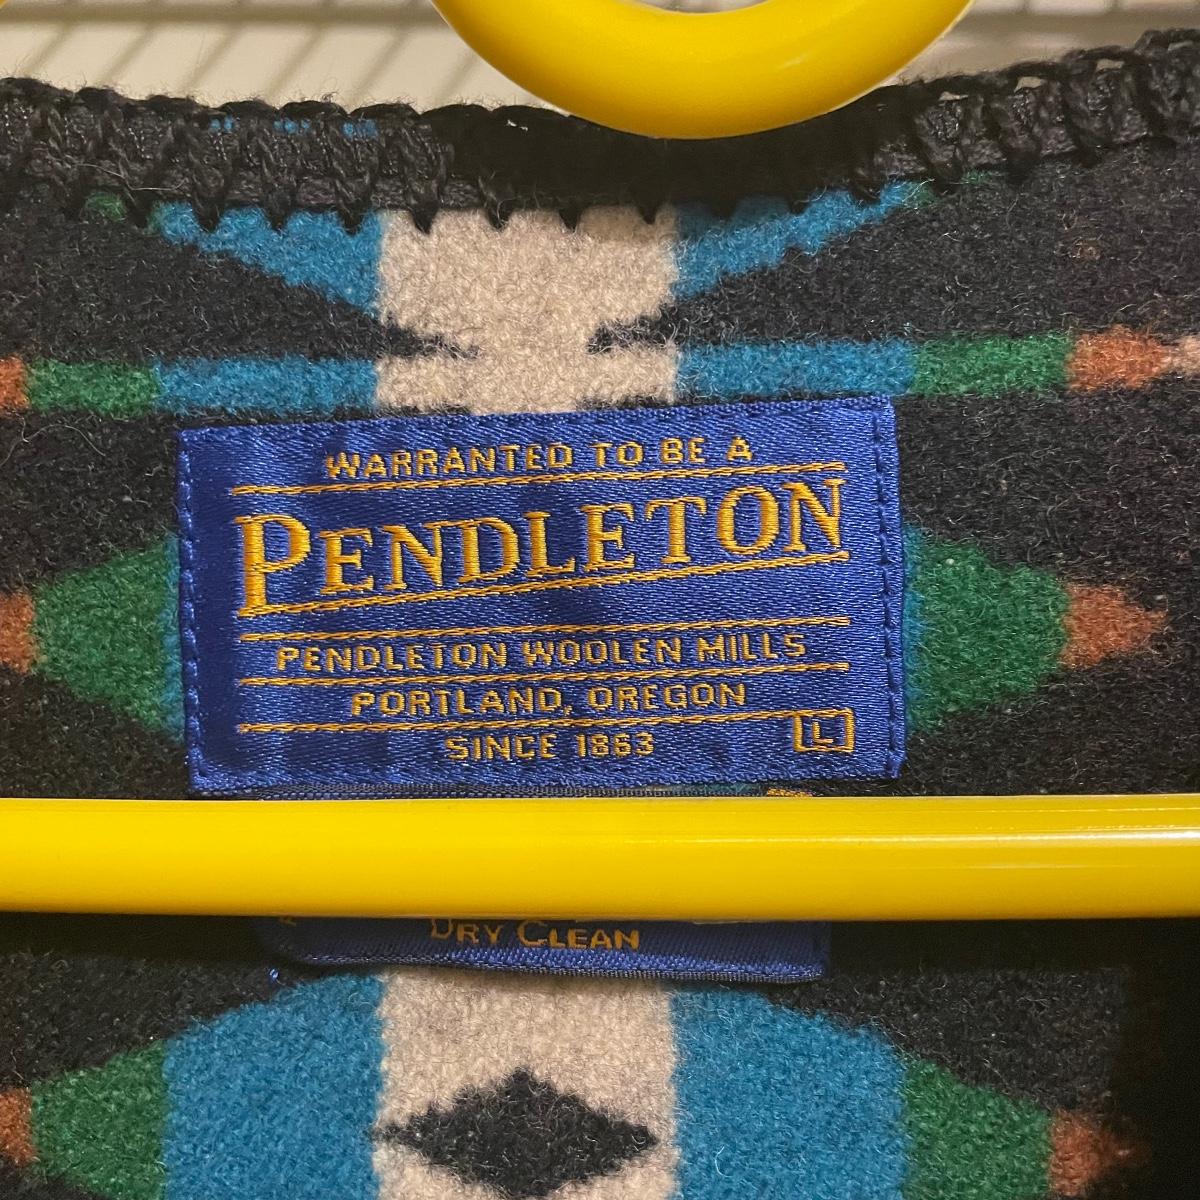 WARRANTED TO BE A
PENDLETON
PENDLETON WOOLEN MILLS
PORTLAND, OREGON
SINCE 1863
L
DRY CLEAN